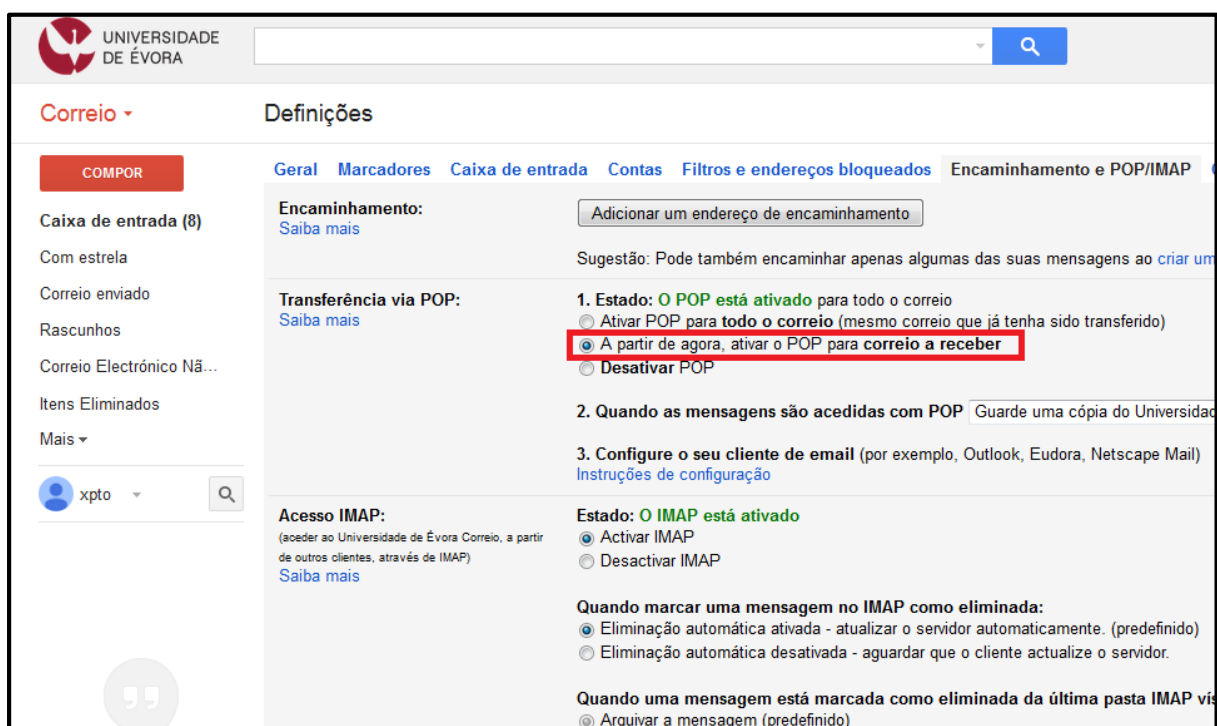 UNIVERSIDADE
DE ÉVORA
Correio
Definições
COMPOR
Geral Marcadores Caixa de entrada Contas Filtros e endereços bloqueados Encaminhamento e POP/IMAP
Caixa de entrada (8)
Com estrela
Correio enviado
Rascunhos
Correio Electrónico Nã...
Itens Eliminados
Mais
xpto
Encaminhamento:
Saiba mais
Adicionar um endereço de encaminhamento
Sugestão: Pode também encaminhar apenas algumas das suas mensagens ao criar um
Transferência via POP:
Saiba mais
1. Estado: O POP está ativado para todo o correio
Ativar POP para todo o correio (mesmo correio que já tenha sido transferido)
A partir de agora, ativar o POP para correio a receber
Desativar POP
2. Quando as mensagens são acedidas com POP Guarde uma cópia do Universidad
3. Configure o seu cliente de email (por exemplo, Outlook, Eudora, Netscape Mail)
Instruções de configuração
Acesso IMAP:
(aceder ao Universidade de Évora Correio, a partir
de outros clientes, através de IMAP)
Saiba mais
Estado: O IMAP está ativado
Activar IMAP
Desactivar IMAP
Quando marcar uma mensagem no IMAP como eliminada:
Eliminação automática ativada - atualizar o servidor automaticamente. (predefinido)
Eliminação automática desativada - aguardar que o cliente actualize o servidor.
Quando uma mensagem está marcada como eliminada da última pasta IMAP vís
Arquivar a mensagem (predefinido)